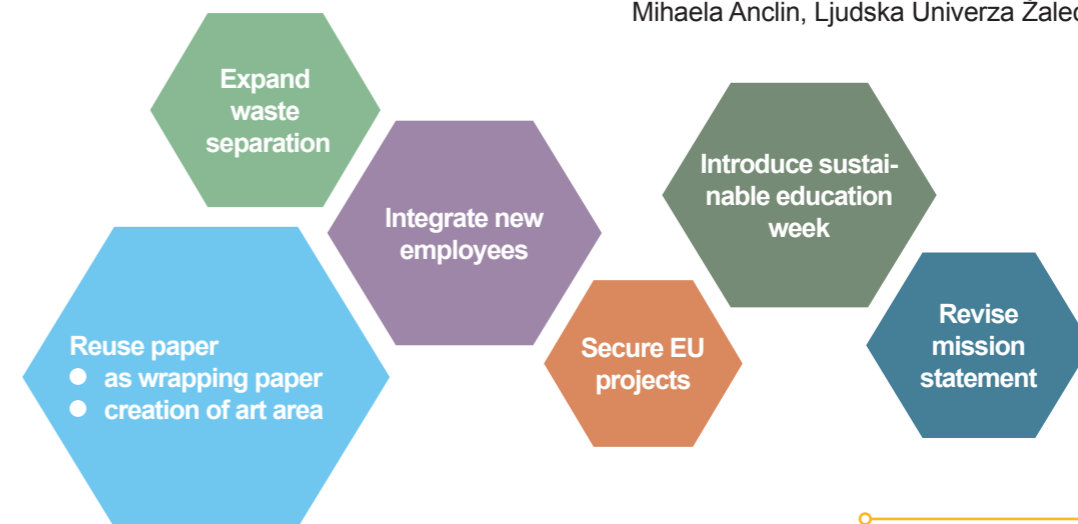 Mihaela Anclin, Ljudska Univerza Žalec
Expand
waste
separation
Integrate new
employees
Introduce sustai-
nable education
week
Reuse paper
● as wrapping paper
● creation of art area
Secure EU
projects
Revise
mission
statement